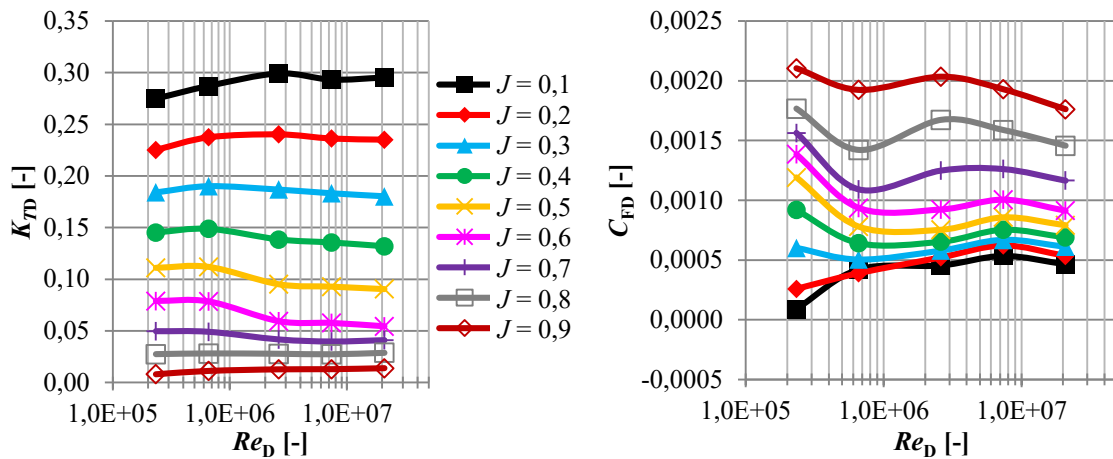 0,35
0,30
0,25
0,20
0,15
0,10
0,05
0,00
K_TD [-]
1,0E+05 1,0E+06 1,0E+07
Re_D [-]
J = 0,1
J = 0,2
J = 0,3
J = 0,4
J = 0,5
J = 0,6
J = 0,7
J = 0,8
J = 0,9
0,0025
0,0020
0,0015
0,0010
0,0005
0,0000
-0,0005
C_FD [-]
1,0E+05 1,0E+06 1,0E+07
Re_D [-]